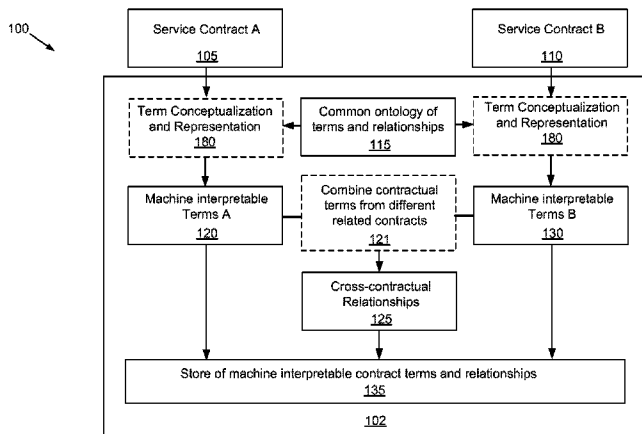 100
Service Contract A
105
Service Contract B
110
Term Conceptualization
and Representation
180
Common ontology of
terms and relationships
115
Term Conceptualization
and Representation
180
Machine interpretable
Terms A
120
Combine contractual
terms from different
related contracts
121
Machine interpretable
Terms B
130
Cross-contractual
Relationships
125
Store of machine interpretable contract terms and relationships
135
102